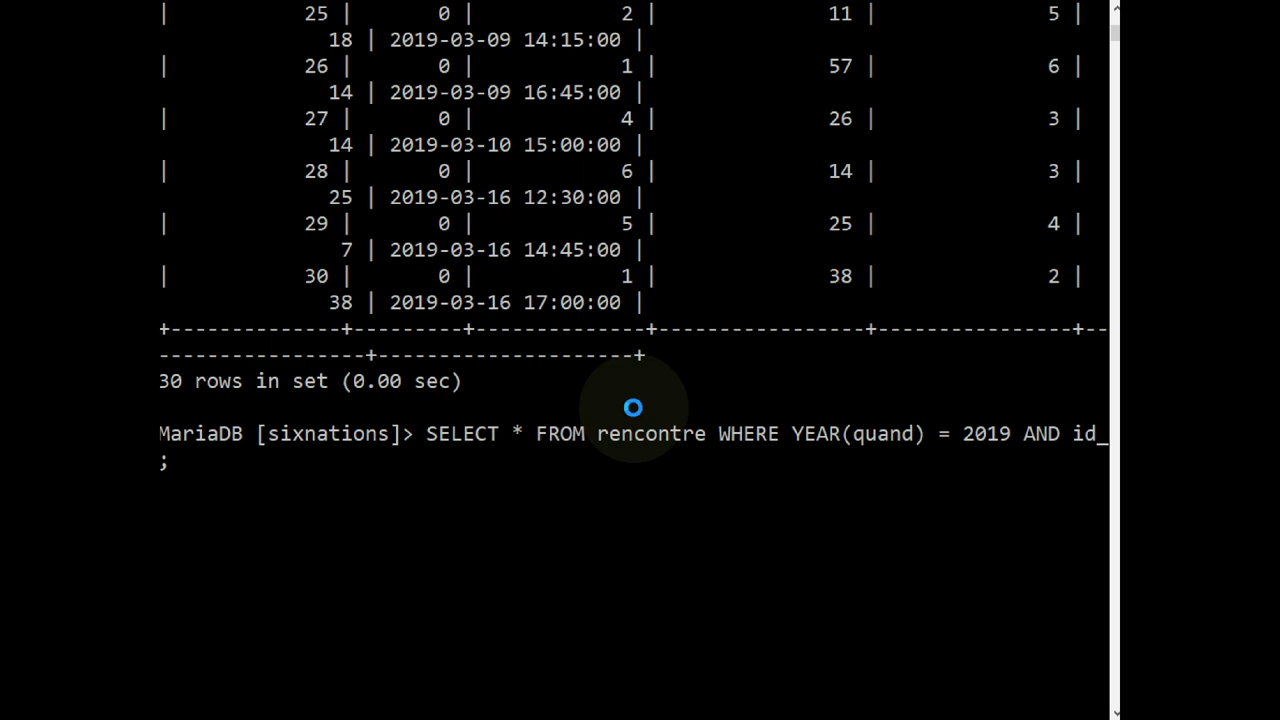 |           25 |       0 |             2 |              11 |              5 |
              18 | 2019-03-09 14:15:00 |
|           26 |       0 |             1 |              57 |              6 |
              14 | 2019-03-09 16:45:00 |
|           27 |       0 |             4 |              26 |              3 |
              14 | 2019-03-10 15:00:00 |
|           28 |       0 |             6 |              14 |              3 |
              25 | 2019-03-16 12:30:00 |
|           29 |       0 |             5 |              25 |              4 |
               7 | 2019-03-16 14:45:00 |
|           30 |       0 |             1 |              38 |              2 |
              38 | 2019-03-16 17:00:00 |
+--------------+---------+--------------+-----------------+----------------+--
-----------------+---------------------+
30 rows in set (0.00 sec)
MariaDB [sixnations]> SELECT * FROM rencontre WHERE YEAR(quand) = 2019 AND id_
;